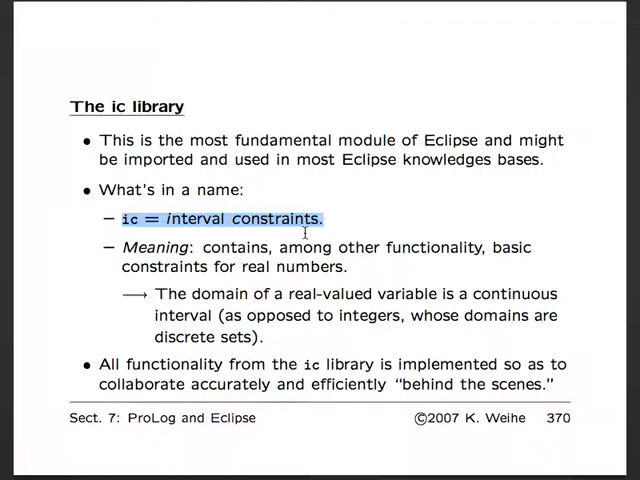 The ic library
• This is the most fundamental module of Eclipse and might
be imported and used in most Eclipse knowledges bases.
• What's in a name:
– ic = interval constraints.
– Meaning: contains, among other functionality, basic
constraints for real numbers.
⟶ The domain of a real-valued variable is a continuous
interval (as opposed to integers, whose domains are
discrete sets).
• All functionality from the ic library is implemented so as to
collaborate accurately and efficiently “behind the scenes.”
Sect. 7: ProLog and Eclipse ©2007 K. Weihe 370